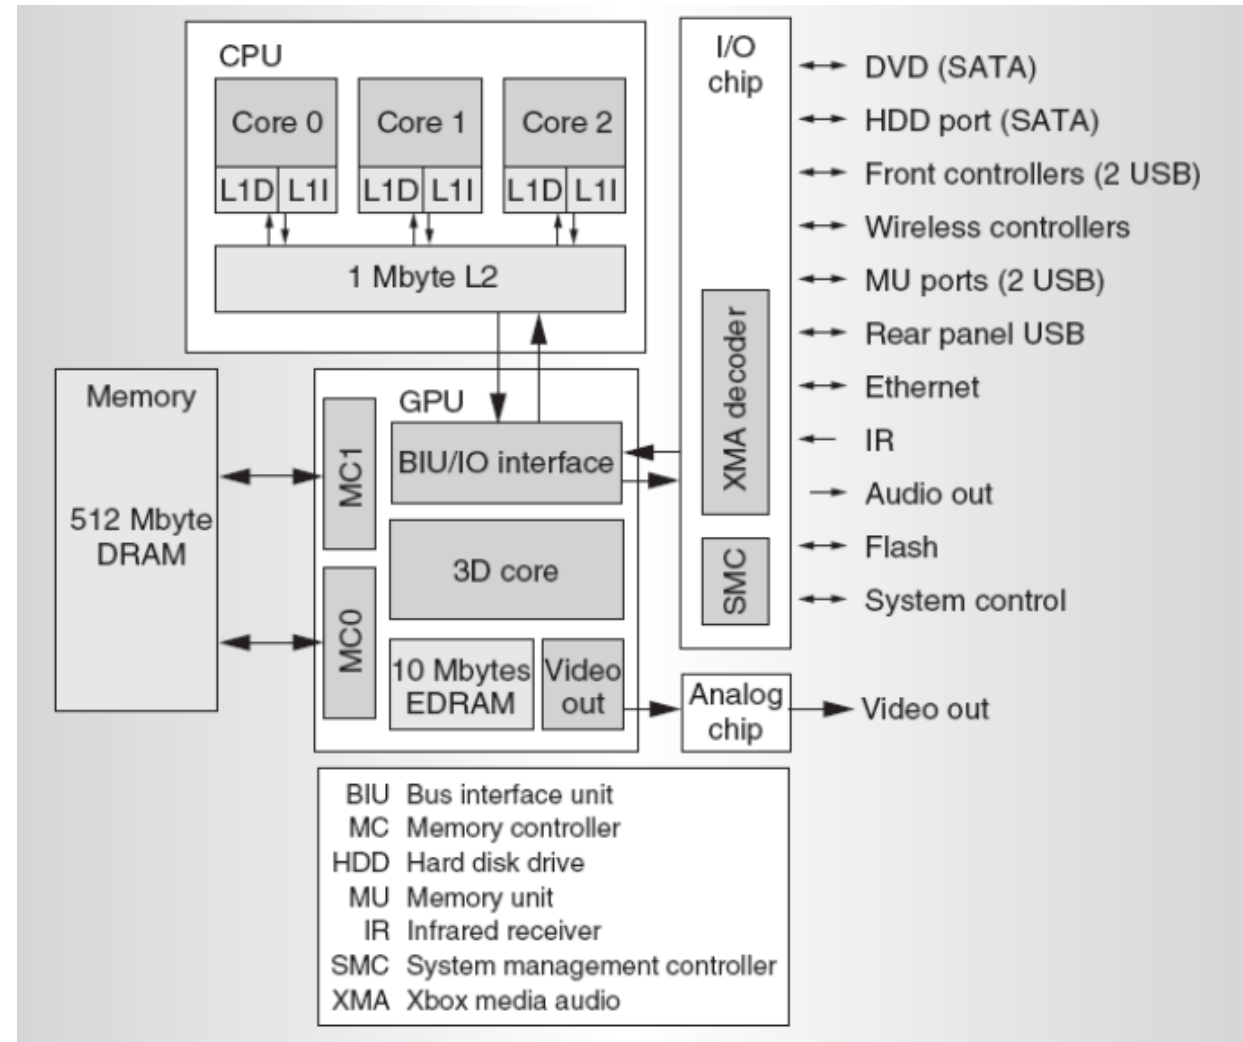 CPU
Core 0
Core 1
Core 2
L1D L1I
L1D L1I
L1D L1I
1 Mbyte L2
I/O
chip
XMA decoder
SMC
DVD (SATA)
HDD port (SATA)
Front controllers (2 USB)
Wireless controllers
MU ports (2 USB)
Rear panel USB
Ethernet
IR
Audio out
Flash
System control
Memory
512 Mbyte
DRAM
GPU
MC1
MC0
BIU/IO interface
3D core
10 Mbytes
EDRAM
Video
out
Analog
chip
Video out
BIU Bus interface unit
MC Memory controller
HDD Hard disk drive
MU Memory unit
IR Infrared receiver
SMC System management controller
XMA Xbox media audio